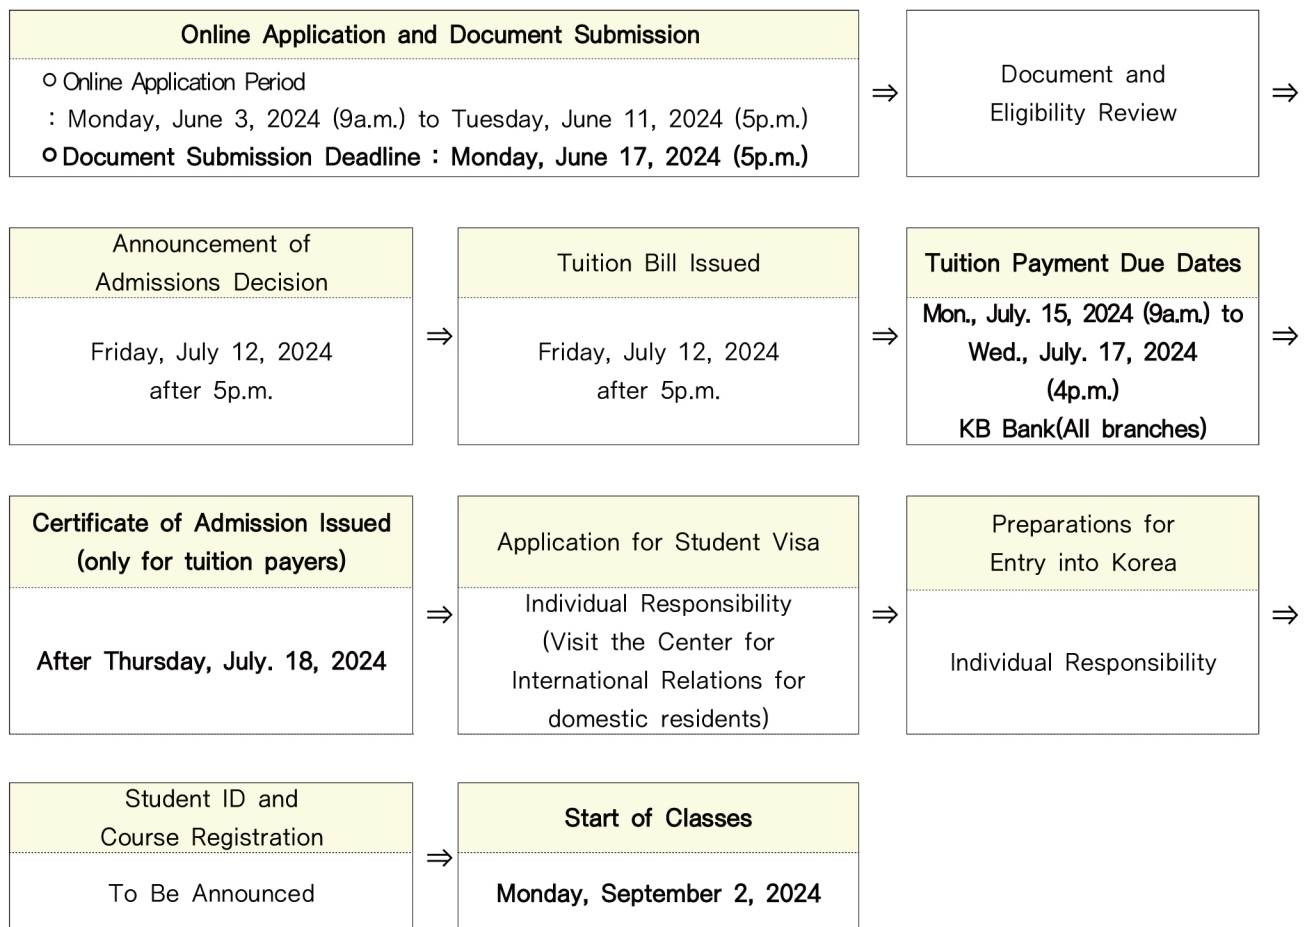 Online Application and Document Submission
○ Online Application Period
: Monday, June 3, 2024 (9a.m.) to Tuesday, June 11, 2024 (5p.m.)
○ Document Submission Deadline : Monday, June 17, 2024 (5p.m.)
⇒
Document and
Eligibility Review
⇒
Announcement of
Admissions Decision
Friday, July 12, 2024
after 5p.m.
⇒
Tuition Bill Issued
Friday, July 12, 2024
after 5p.m.
⇒
Tuition Payment Due Dates
Mon., July. 15, 2024 (9a.m.) to
Wed., July. 17, 2024
(4p.m.)
KB Bank(All branches)
⇒
Certificate of Admission Issued
(only for tuition payers)
After Thursday, July. 18, 2024
⇒
Application for Student Visa
Individual Responsibility
(Visit the Center for
International Relations for
domestic residents)
⇒
Preparations for
Entry into Korea
Individual Responsibility
⇒
Student ID and
Course Registration
To Be Announced
⇒
Start of Classes
Monday, September 2, 2024